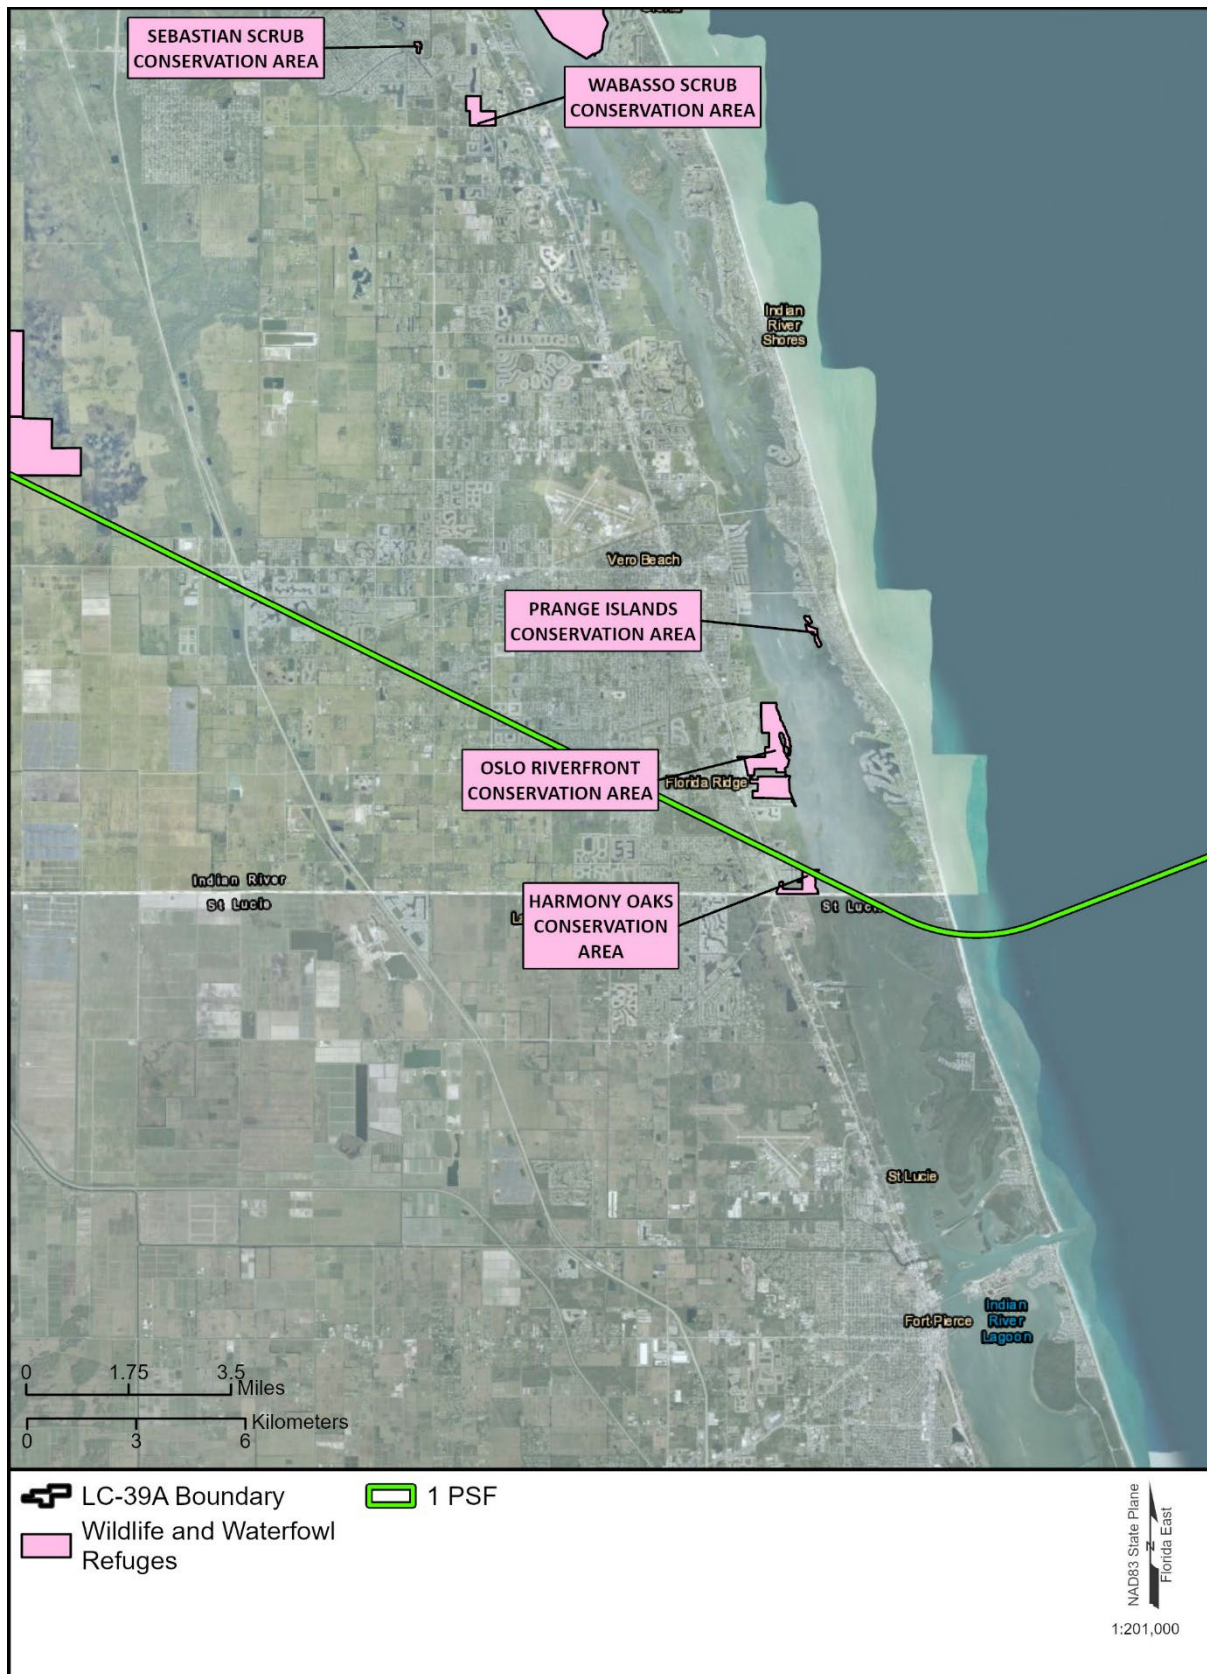 SEBASTIAN SCRUB
CONSERVATION AREA
WABASSO SCRUB
CONSERVATION AREA
Indian
River
Shores
Vero Beach
PRANGE ISLANDS
CONSERVATION AREA
OSLO RIVERFRONT
CONSERVATION AREA
Florida Ridge
Indian River
St Lucie
HARMONY OAKS
CONSERVATION
AREA
St Lucie
Fort Pierce
Indian
River
Lagoon
0 1.75 3.5
Miles
Kilometers
0 3 6
LC-39A Boundary
1 PSF
Wildlife and Waterfowl
Refuges
NAD83 State Plane
Florida East
N
1:201,000